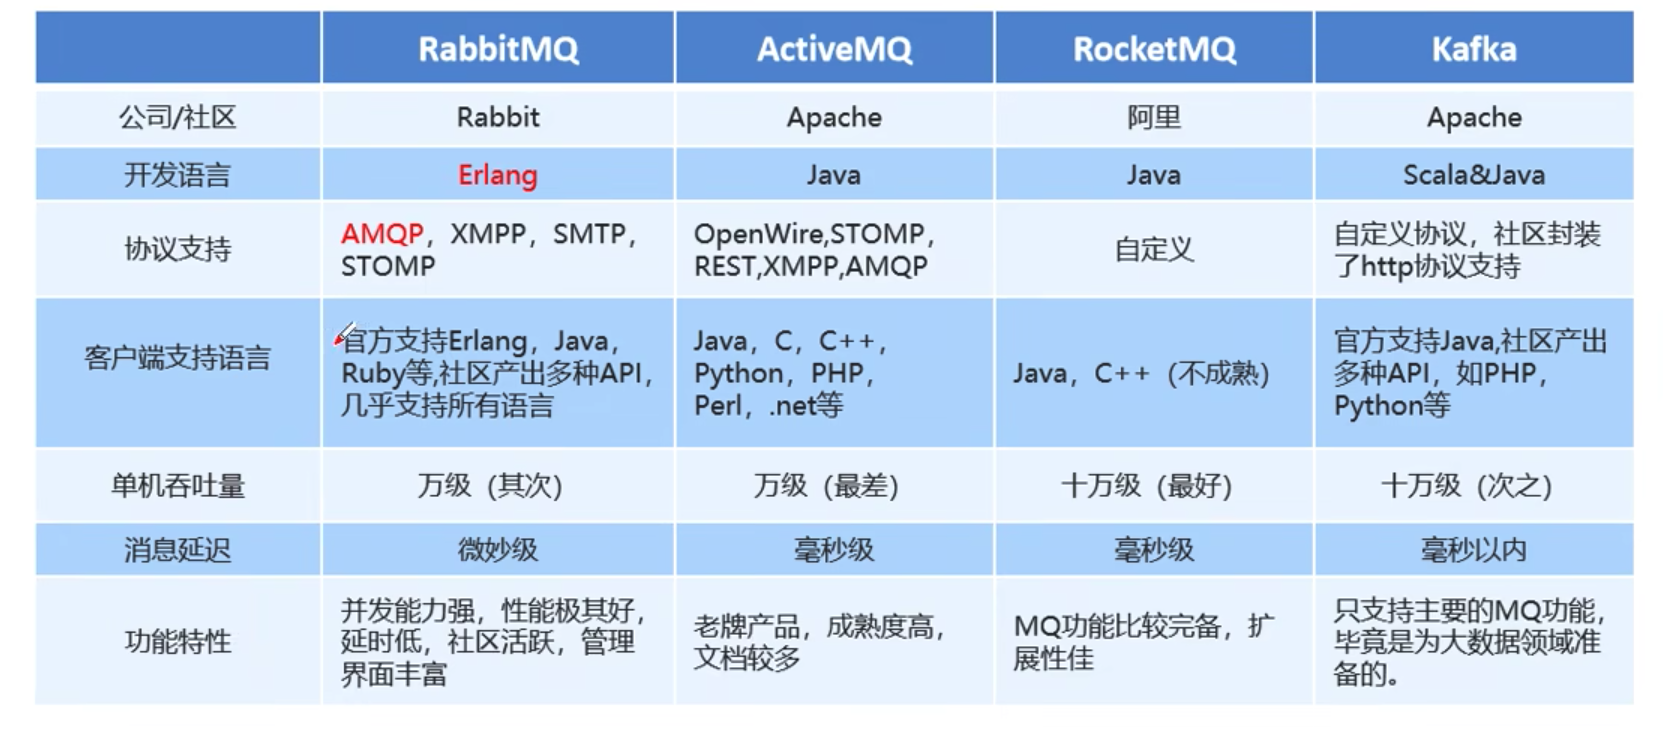 RabbitMQ ActiveMQ RocketMQ Kafka
公司/社区 Rabbit Apache 阿里 Apache
开发语言 Erlang Java Java Scala&Java
协议支持
AMQP，XMPP，SMTP，
STOMP
OpenWire,STOMP，
REST,XMPP,AMQP
自定义
自定义协议，社区封装
了http协议支持
客户端支持语言
官方支持Erlang，Java，
Ruby等,社区产出多种API，
几乎支持所有语言
Java，C，C++，
Python，PHP，
Perl，.net等
Java，C++（不成熟）
官方支持Java,社区产出
多种API，如PHP，
Python等
单机吞吐量 万级（其次） 万级（最差） 十万级（最好） 十万级（次之）
消息延迟 微妙级 毫秒级 毫秒级 毫秒以内
功能特性
并发能力强，性能极其好，
延时低，社区活跃，管理
界面丰富
老牌产品，成熟度高，
文档较多
MQ功能比较完备，扩
展性佳
只支持主要的MQ功能，
毕竟是为大数据领域准
备的。